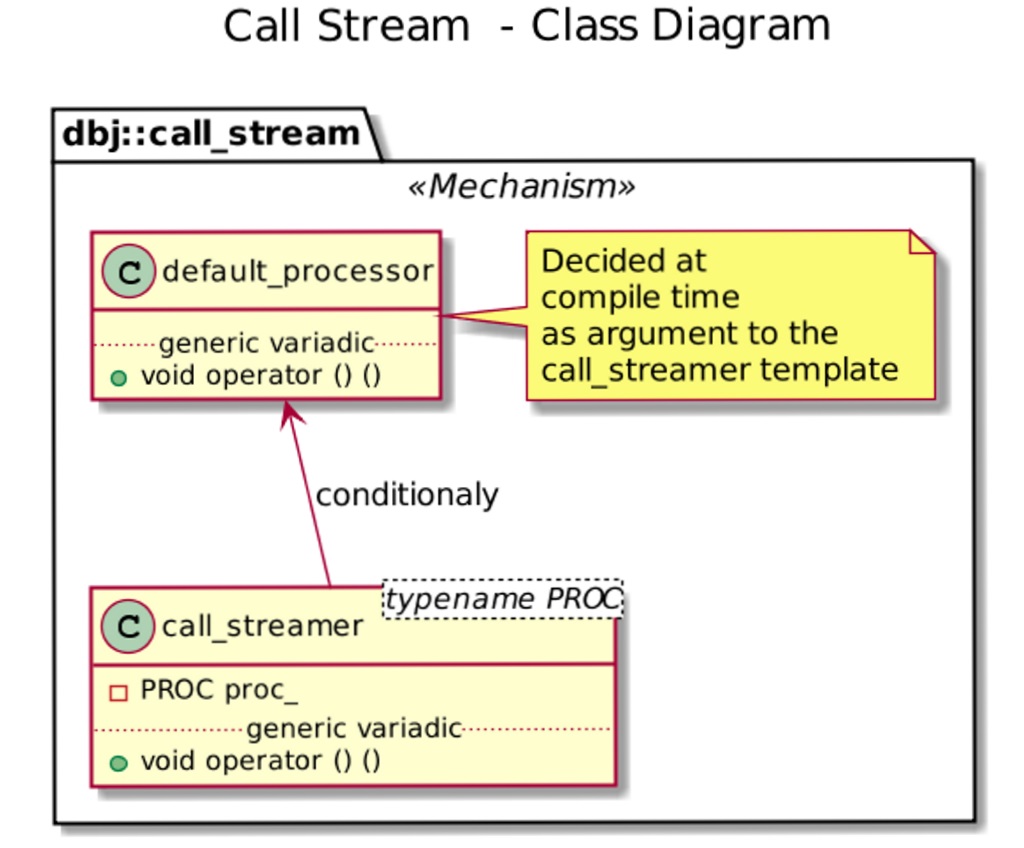 Call Stream - Class Diagram
dbj::call_stream
«Mechanism»
C default_processor
generic variadic
void operator () ()
Decided at
compile time
as argument to the
call_streamer template
conditionaly
typename PROC
C call_streamer
PROC proc_
generic variadic
void operator () ()